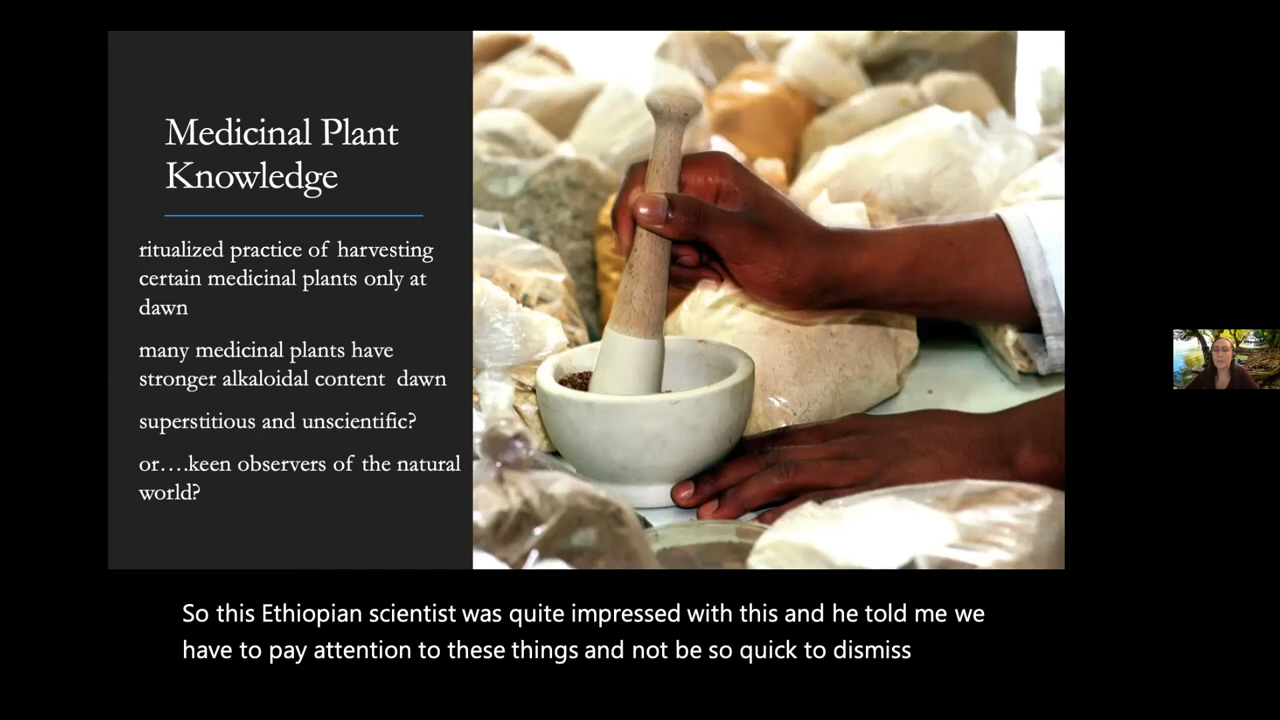 Medicinal Plant
Knowledge
ritualized practice of harvesting
certain medicinal plants only at
dawn
many medicinal plants have
stronger alkaloidal content  dawn
superstitious and unscientific?
or….keen observers of the natural
world?
So this Ethiopian scientist was quite impressed with this and he told me we
have to pay attention to these things and not be so quick to dismiss